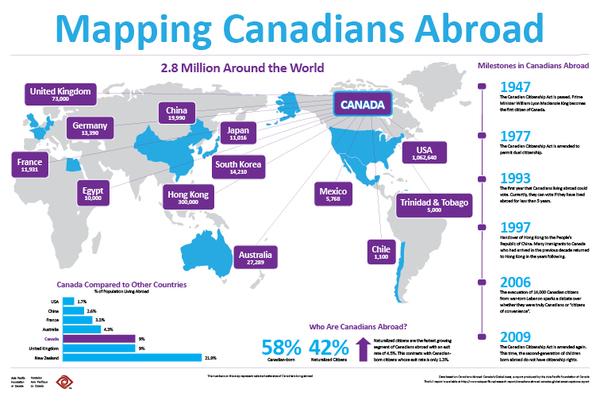 Mapping Canadians Abroad
2.8 Million Around the World
Milestones in Canadians Abroad
United Kingdom
73,000
Germany
13,390
France
11,931
Egypt
10,000
China
19,990
Japan
11,016
South Korea
14,210
Hong Kong
300,000
Australia
27,289
CANADA
USA
1,062,640
Mexico
5,768
Trinidad & Tobago
5,000
Chile
1,100
1947
The Canadian Citizenship Act is passed. Prime
Minister William Lyon Mackenzie King becomes
the first citizen of Canada.
1977
The Canadian Citizenship Act is amended to
permit dual citizenship.
1993
The first year that Canadians living abroad could
vote. Currently, they can vote if they have lived
abroad for less than 5 years.
1997
Handover of Hong Kong to the People's
Republic of China. Many immigrants to Canada
who had arrived in the previous decade returned
to Hong Kong in the years following.
2006
The evacuation of 14,000 Canadian citizens
from war-torn Lebanon sparks a debate over
whether they were truly Canadians or "citizens
of convenience".
2009
The Canadian Citizenship Act is amended again.
This time, the second-generation of children
born abroad do not have citizenship rights.
Canada Compared to Other Countries
% of Population Living Abroad
USA 1.7%
China 2.6%
France
Australia 4.3%
Canada 9%
United Kingdom 9%
New Zealand 21.9%
Who Are Canadians Abroad?
58%
Canadian-born
42%
Naturalized Citizens
Naturalized citizens are the fastest growing
segment of Canadians abroad with an exit
rate of 4.5%. This contrasts with Canadian-
born citizens whose exit rate is only 1.3%.
Asia Pacific
Foundation
of Canada
Fondation
Asie Pacifique
du Canada